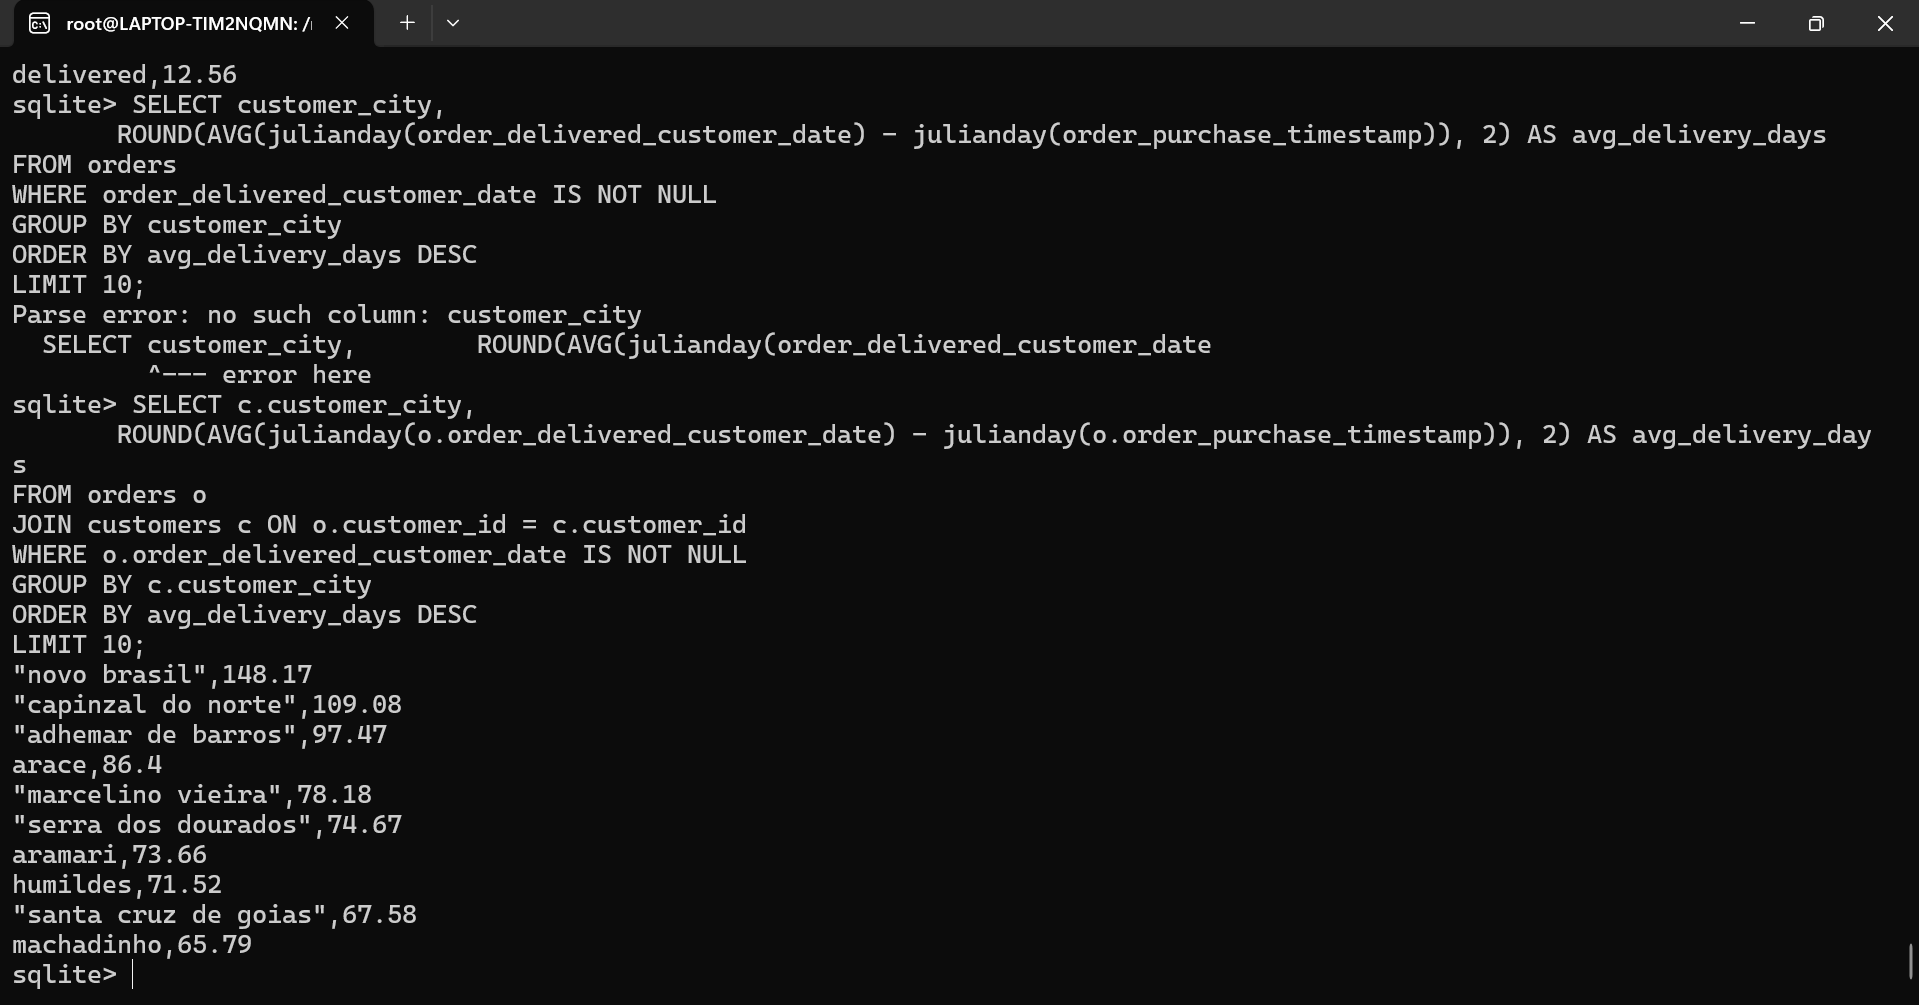 root@LAPTOP-TIM2NQMN: /
delivered,12.56
sqlite> SELECT customer_city,
       ROUND(AVG(julianday(order_delivered_customer_date) - julianday(order_purchase_timestamp)), 2) AS avg_delivery_days
FROM orders
WHERE order_delivered_customer_date IS NOT NULL
GROUP BY customer_city
ORDER BY avg_delivery_days DESC
LIMIT 10;
Parse error: no such column: customer_city
  SELECT customer_city,        ROUND(AVG(julianday(order_delivered_customer_date
         ^--- error here
sqlite> SELECT c.customer_city,
       ROUND(AVG(julianday(o.order_delivered_customer_date) - julianday(o.order_purchase_timestamp)), 2) AS avg_delivery_day
s
FROM orders o
JOIN customers c ON o.customer_id = c.customer_id
WHERE o.order_delivered_customer_date IS NOT NULL
GROUP BY c.customer_city
ORDER BY avg_delivery_days DESC
LIMIT 10;
"novo brasil",148.17
"capinzal do norte",109.08
"adhemar de barros",97.47
arace,86.4
"marcelino vieira",78.18
"serra dos dourados",74.67
aramari,73.66
humildes,71.52
"santa cruz de goias",67.58
machadinho,65.79
sqlite>